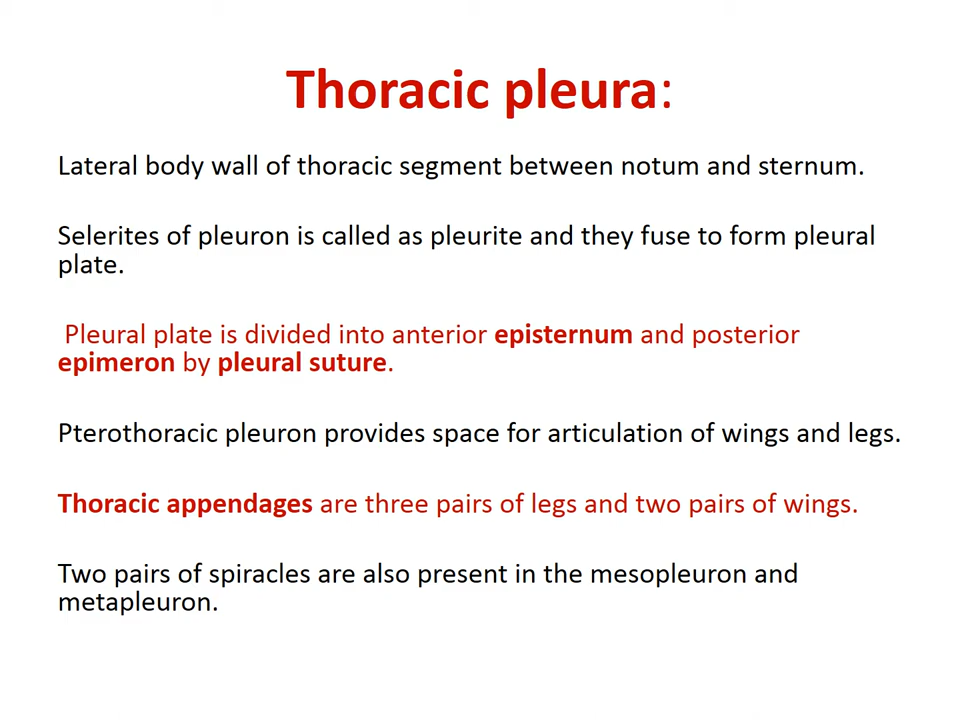 Thoracic pleura:
Lateral body wall of thoracic segment between notum and sternum.
Selerites of pleuron is called as pleurite and they fuse to form pleural
plate.
Pleural plate is divided into anterior episternum and posterior
epimeron by pleural suture.
Pterothoracic pleuron provides space for articulation of wings and legs.
Thoracic appendages are three pairs of legs and two pairs of wings.
Two pairs of spiracles are also present in the mesopleuron and
metapleuron.